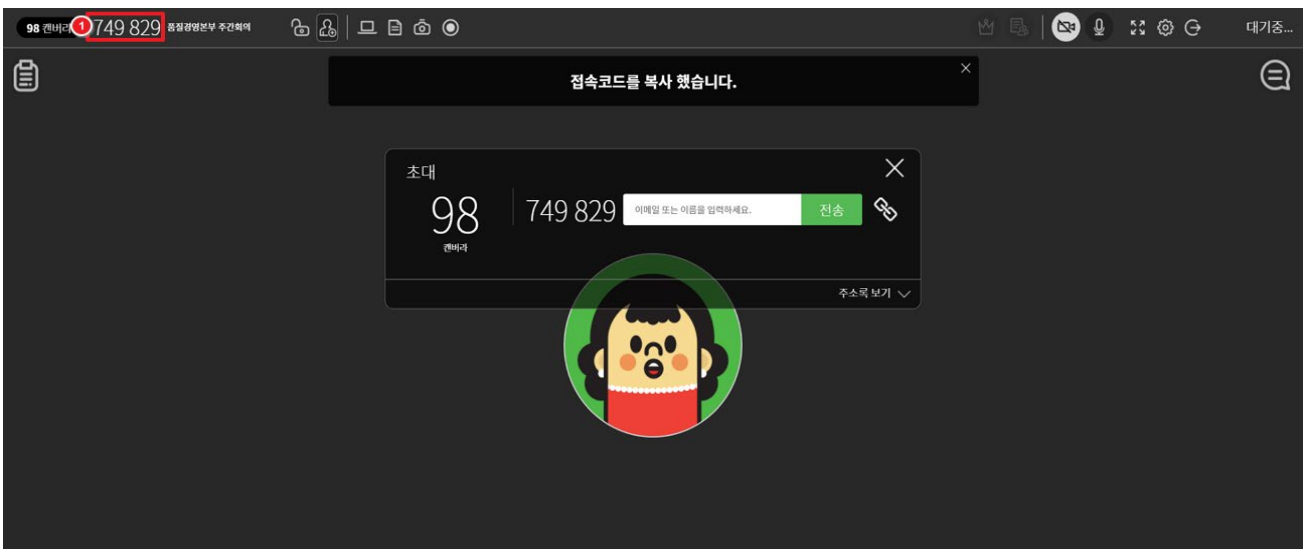 98 캔버라 1 749 829 품질경영본부 주간회의 대기중...
접속코드를 복사 했습니다.
초대
98 749 829 이메일 또는 이름을 입력하세요. 전송
캔버라
주소록 보기